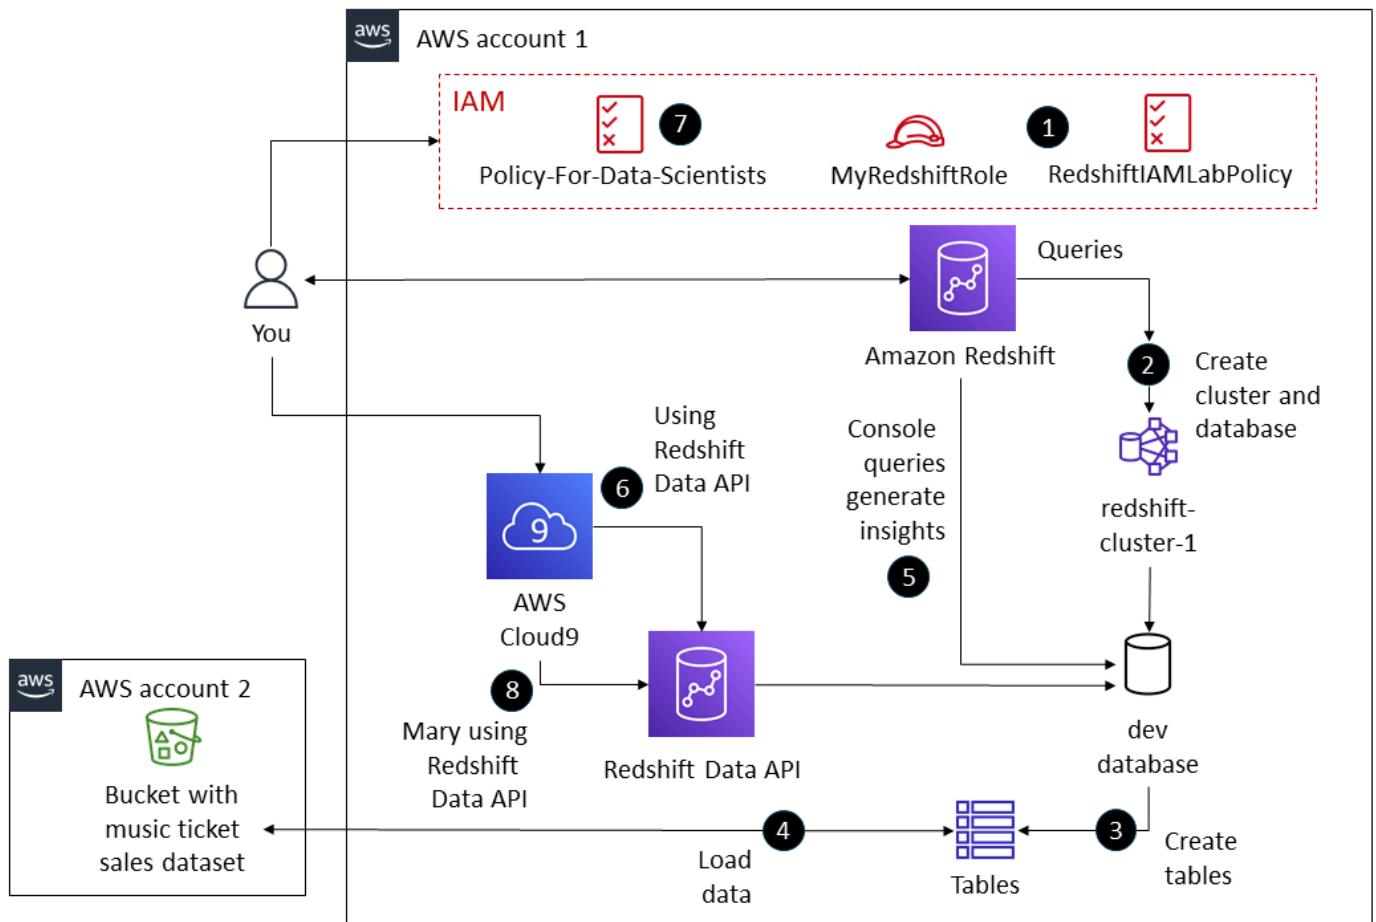 aws
AWS account 1
IAM
7
1
Policy-For-Data-Scientists
MyRedshiftRole
RedshiftIAMLabPolicy
Queries
You
Amazon Redshift
2
Create
cluster and
database
Using
Redshift
Data API
6
Console
queries
generate
insights
5
redshift-
cluster-1
9
AWS
Cloud9
aws
AWS account 2
8
Mary using
Redshift
Data API
Redshift Data API
dev
database
Bucket with
music ticket
sales dataset
4
Load
data
Tables
3
Create
tables